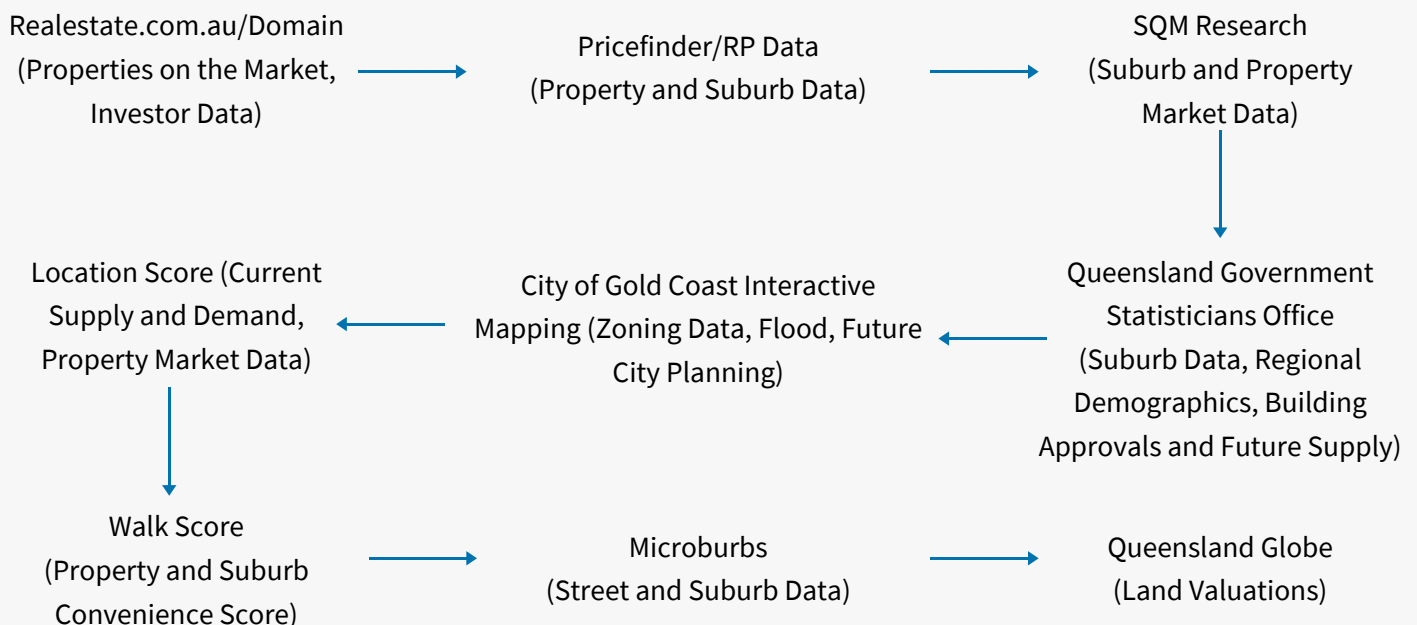 Realestate.com.au/Domain
(Properties on the Market,
Investor Data)
Pricefinder/RP Data
(Property and Suburb Data)
SQM Research
(Suburb and Property
Market Data)
Queensland Government
Statisticians Office
(Suburb Data, Regional
Demographics, Building
Approvals and Future Supply)
City of Gold Coast Interactive
Mapping (Zoning Data, Flood, Future
City Planning)
Location Score (Current
Supply and Demand,
Property Market Data)
Walk Score
(Property and Suburb
Convenience Score)
Microburbs
(Street and Suburb Data)
Queensland Globe
(Land Valuations)